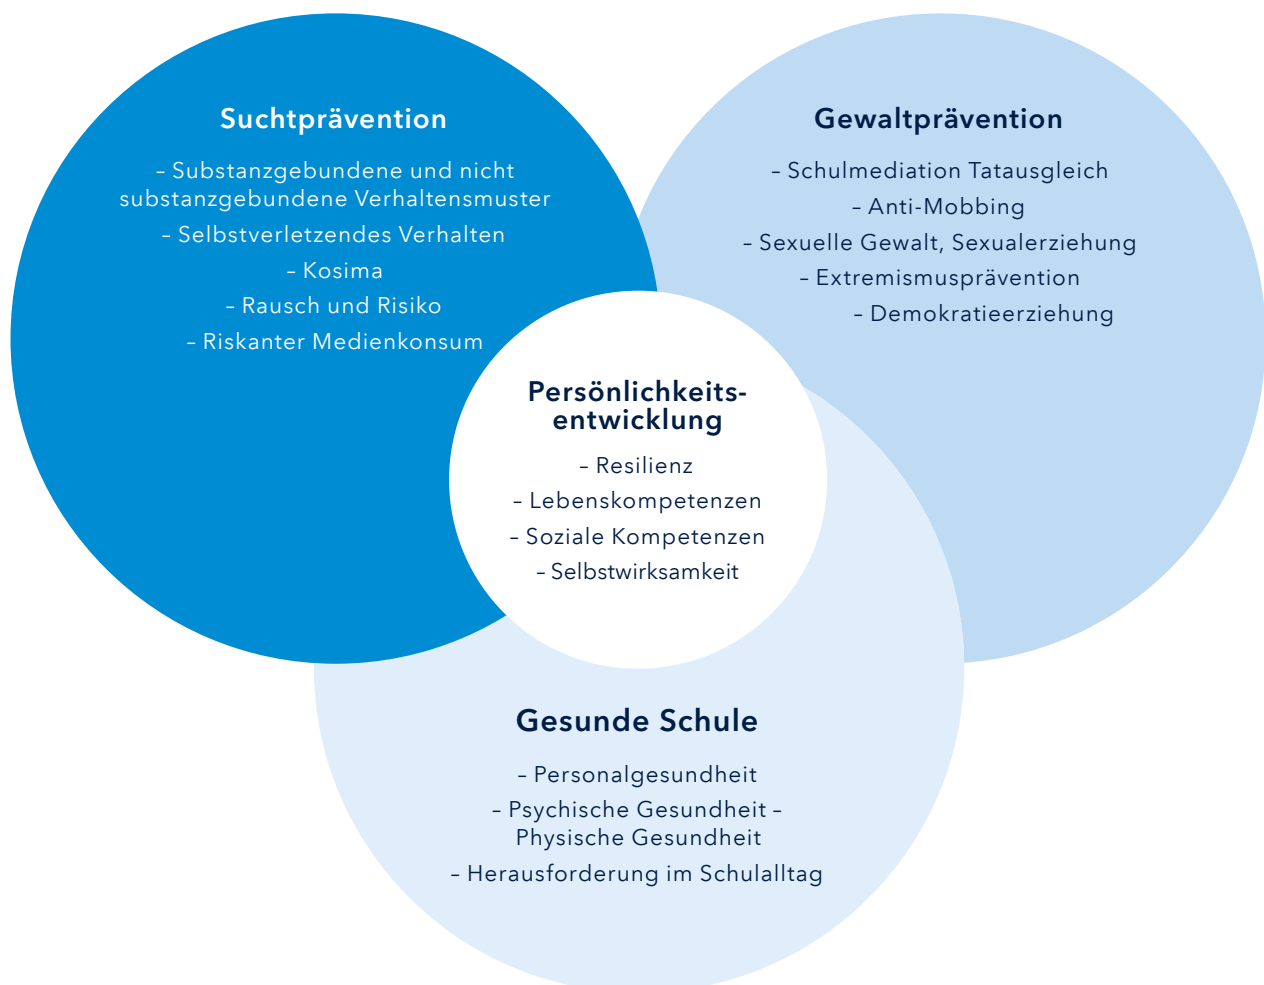 Suchtprävention
– Substanzgebundene und nicht
substanzgebundene Verhaltensmuster
– Selbstverletzendes Verhalten
– Kosima
– Rausch und Risiko
– Riskanter Medienkonsum
Gewaltprävention
– Schulmediation Tatausgleich
– Anti-Mobbing
– Sexuelle Gewalt, Sexualerziehung
– Extremismusprävention
– Demokratieerziehung
Persönlichkeits-
entwicklung
– Resilienz
– Lebenskompetenzen
– Soziale Kompetenzen
– Selbstwirksamkeit
Gesunde Schule
– Personalgesundheit
– Psychische Gesundheit –
Physische Gesundheit
– Herausforderung im Schulalltag